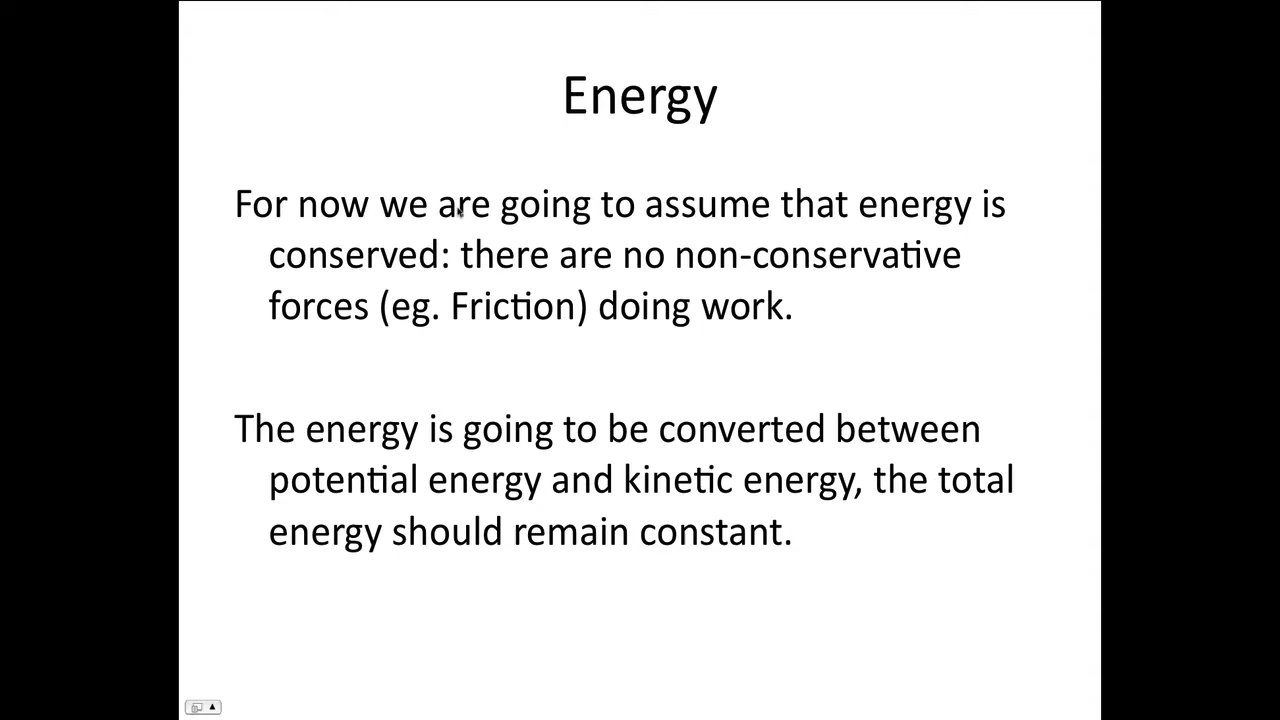 Energy
For now we are going to assume that energy is
conserved: there are no non-conservative
forces (eg. Friction) doing work.
The energy is going to be converted between
potential energy and kinetic energy, the total
energy should remain constant.